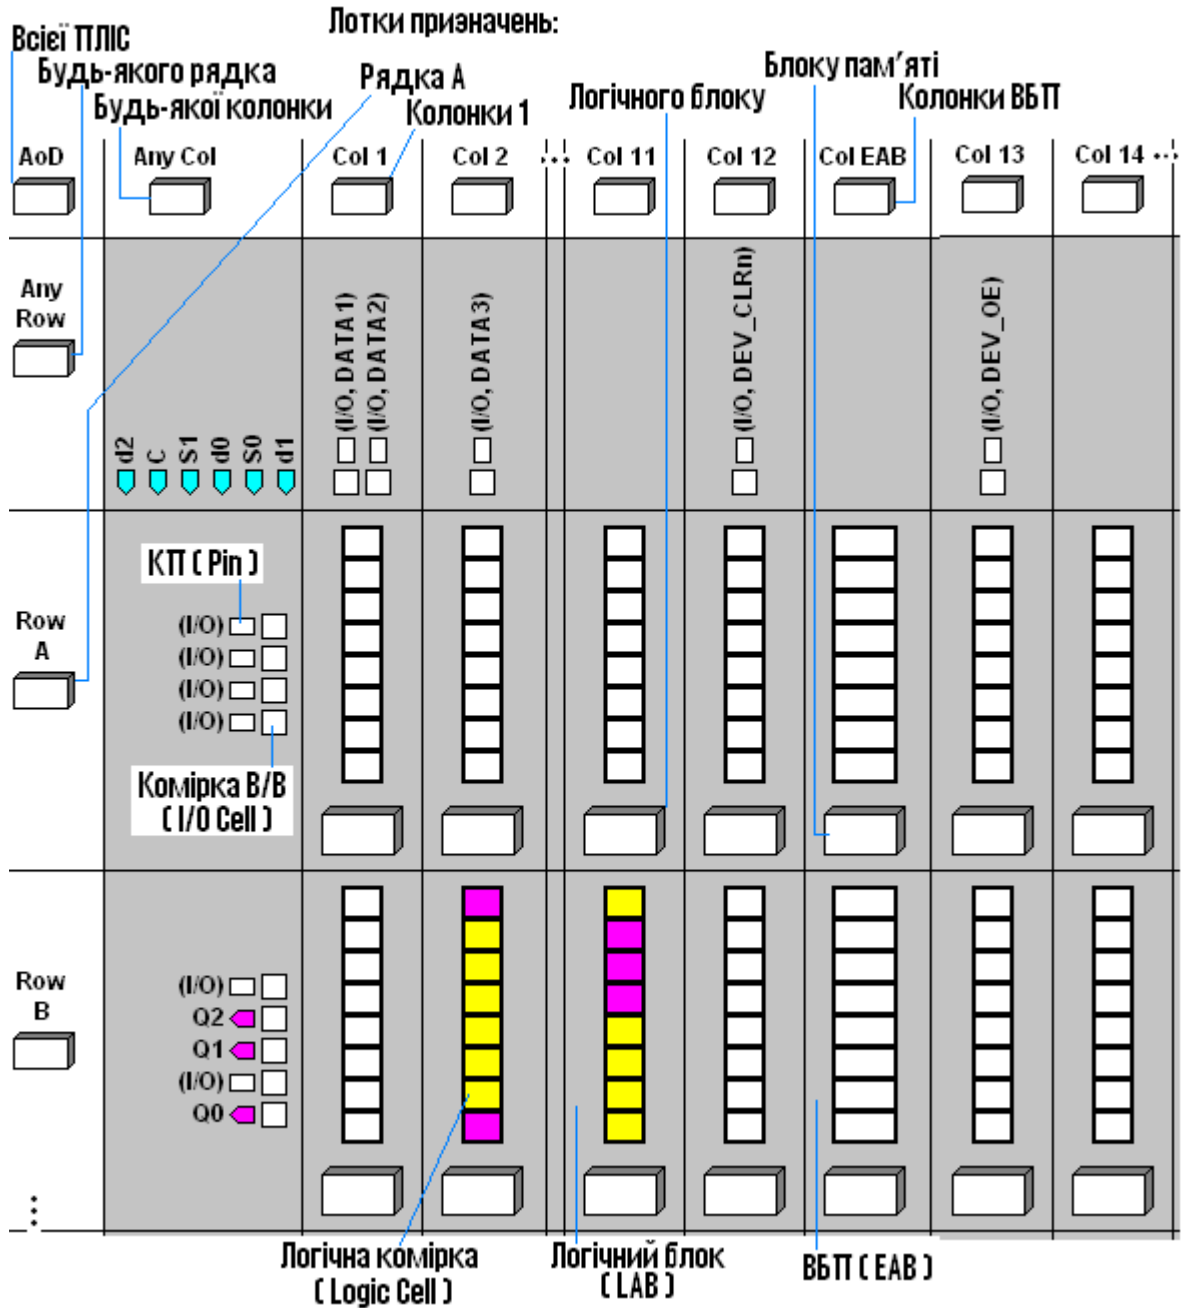 Лотки призначень:
Всієї ПЛІС
Будь-якого рядка
Будь-якої колонки
Рядка А
Колонки 1
Логічного блоку
Блоку пам'яті
Колонки ВБП
AoD
Any Col
Col 1
Col 2
...
Col 11
Col 12
Col EAB
Col 13
Col 14 ...
Any
Row
(I/O, DATA1)
(I/O, DATA2)
(I/O, DATA3)
(I/O, DEV_CLRn)
(I/O, DEV_OE)
d2
C
S1
d0
S0
d1
КП ( Pin )
Row
A
(I/O)
(I/O)
(I/O)
(I/O)
Комірка В/В
( I/O Cell )
Row
B
(I/O)
Q2
Q1
(I/O)
Q0
...
Логічна комірка
( Logic Cell )
Логічний блок
( LAB )
ВБП ( EAB )